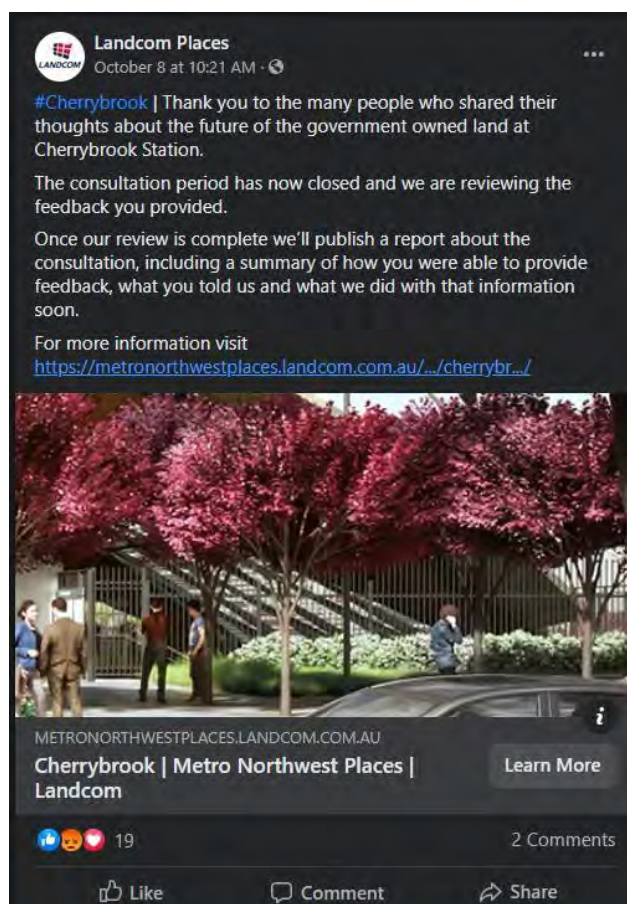 LANDCOM
Landcom Places
October 8 at 10:21 AM ·
#Cherrybrook | Thank you to the many people who shared their
thoughts about the future of the government owned land at
Cherrybrook Station.
The consultation period has now closed and we are reviewing the
feedback you provided.
Once our review is complete we'll publish a report about the
consultation, including a summary of how you were able to provide
feedback, what you told us and what we did with that information
soon.
For more information visit
https://metronorthwestplaces.landcom.com.au/.../cherrybr.../
i
METRONORTHWESTPLACES.LANDCOM.COM.AU
Cherrybrook | Metro Northwest Places |
Landcom
Learn More
19
2 Comments
Like
Comment
Share